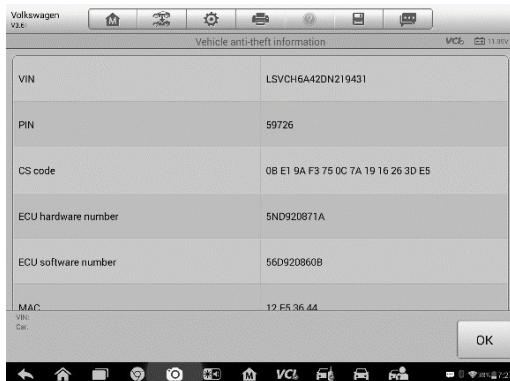 Volkswagen
V3.6
Vehicle anti-theft information
VCI
11.99V
VIN LSVCH6A42DN219431
PIN 59726
CS code 0B E1 9A F3 75 0C 7A 19 16 26 3D E5
ECU hardware number 5ND920871A
ECU software number 56D920860B
MAC 12 F5 36 44
VIN:
Car:
OK
VCI